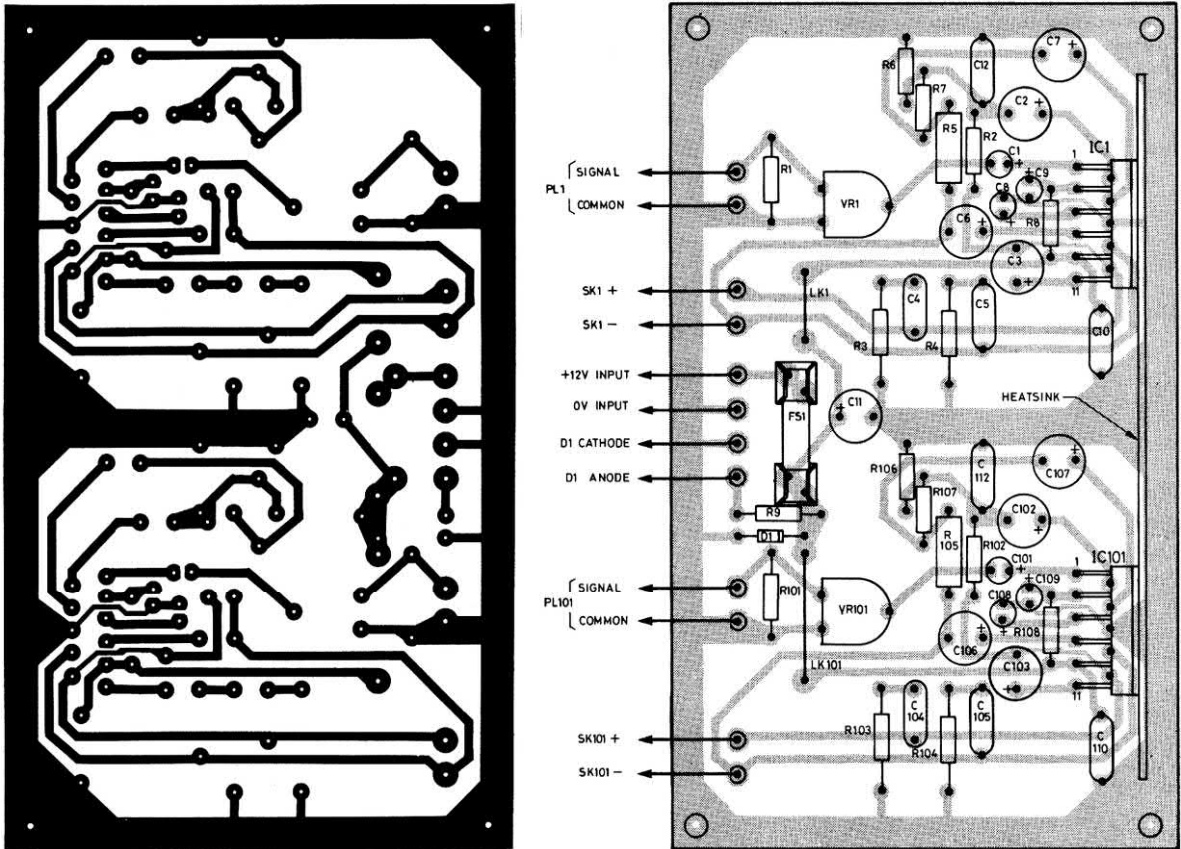 C7
R6
C12
R7
C2
R5
R2
IC1
C1
1
SIGNAL
R1
C9
C8
PL1
VR1
COMMON
R8
C6
C3
11
SK1 +
LK1
C4
C5
SK1 -
R3
R4
C10
+12V INPUT
HEATSINK
C11
0V INPUT
FS1
D1 CATHODE
R106
C 112
C107
D1 ANODE
R107
R9
C102
R 105
R102
D1
C101
IC101
1
SIGNAL
R101
C109
C108
PL101
VR101
COMMON
R108
C106
C103
LK101
11
C 104
C 105
R103
R104
SK101 +
C 110
SK101 -